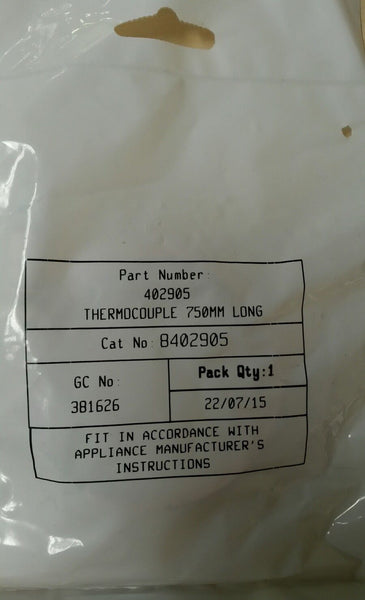 Part Number:
402905
THERMOCOUPLE 750MM LONG
Cat No: B402905
GC No:
381626
Pack Qty:1
22/07/15
FIT IN ACCORDANCE WITH
APPLIANCE MANUFACTURER'S
INSTRUCTIONS